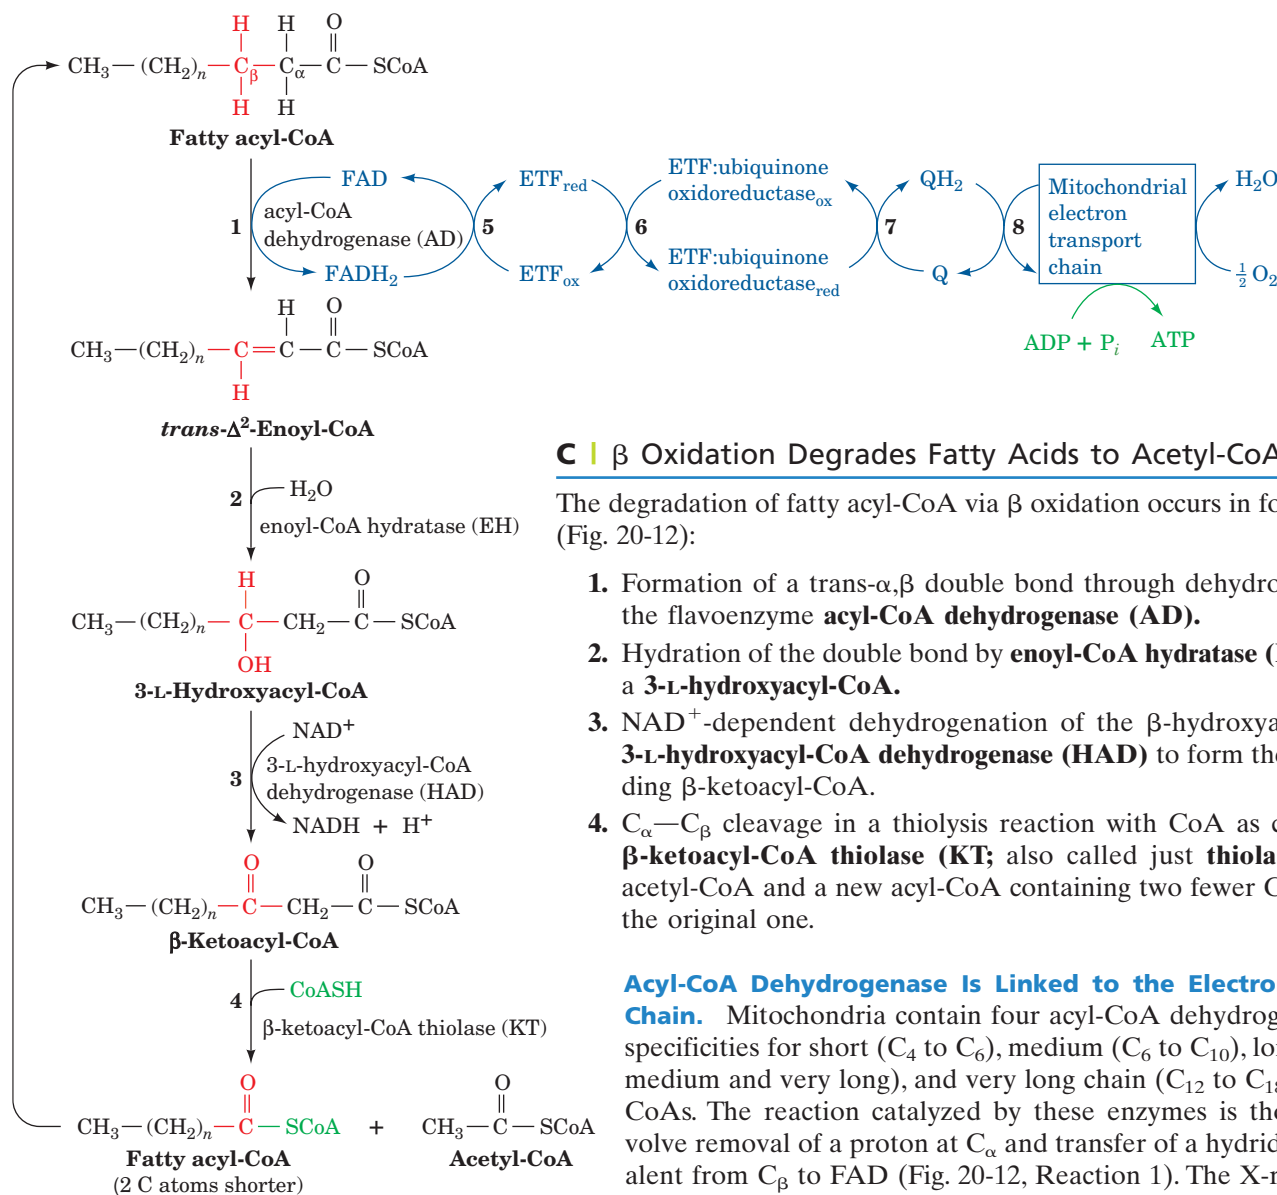 H H O
CH3—(CH2)n—Cβ—Cα—C—SCoA
H H
Fatty acyl-CoA
1
FAD
acyl-CoA
dehydrogenase (AD)
FADH2
5
ETFred
ETFox
6
ETF:ubiquinone
oxidoreductaseox
ETF:ubiquinone
oxidoreductasered
7
QH2
Q
8
Mitochondrial
electron
transport
chain
H2O
½ O2
ADP + Pi ATP
H O
CH3—(CH2)n—C=C—C—SCoA
H
trans-Δ²-Enoyl-CoA
2
H2O
enoyl-CoA hydratase (EH)
H O
CH3—(CH2)n—C—CH2—C—SCoA
OH
3-L-Hydroxyacyl-CoA
3
NAD+
3-L-hydroxyacyl-CoA
dehydrogenase (HAD)
NADH + H+
O O
CH3—(CH2)n—C—CH2—C—SCoA
β-Ketoacyl-CoA
4
CoASH
β-ketoacyl-CoA thiolase (KT)
O O
CH3—(CH2)n—C—SCoA + CH3—C—SCoA
Fatty acyl-CoA Acetyl-CoA
(2 C atoms shorter)
C | β Oxidation Degrades Fatty Acids to Acetyl-CoA
The degradation of fatty acyl-CoA via β oxidation occurs in fo
(Fig. 20-12):
1. Formation of a trans-α,β double bond through dehydro
the flavoenzyme acyl-CoA dehydrogenase (AD).
2. Hydration of the double bond by enoyl-CoA hydratase (
a 3-L-hydroxyacyl-CoA.
3. NAD+-dependent dehydrogenation of the β-hydroxya
3-L-hydroxyacyl-CoA dehydrogenase (HAD) to form the
ding β-ketoacyl-CoA.
4. Cα—Cβ cleavage in a thiolysis reaction with CoA as c
β-ketoacyl-CoA thiolase (KT; also called just thiola
acetyl-CoA and a new acyl-CoA containing two fewer C
the original one.
Acyl-CoA Dehydrogenase Is Linked to the Electro
Chain. Mitochondria contain four acyl-CoA dehydrog
specificities for short (C4 to C6), medium (C6 to C10), lo
medium and very long), and very long chain (C12 to C18
CoAs. The reaction catalyzed by these enzymes is tho
volve removal of a proton at Cα and transfer of a hydrid
alent from Cβ to FAD (Fig. 20-12, Reaction 1). The X-r